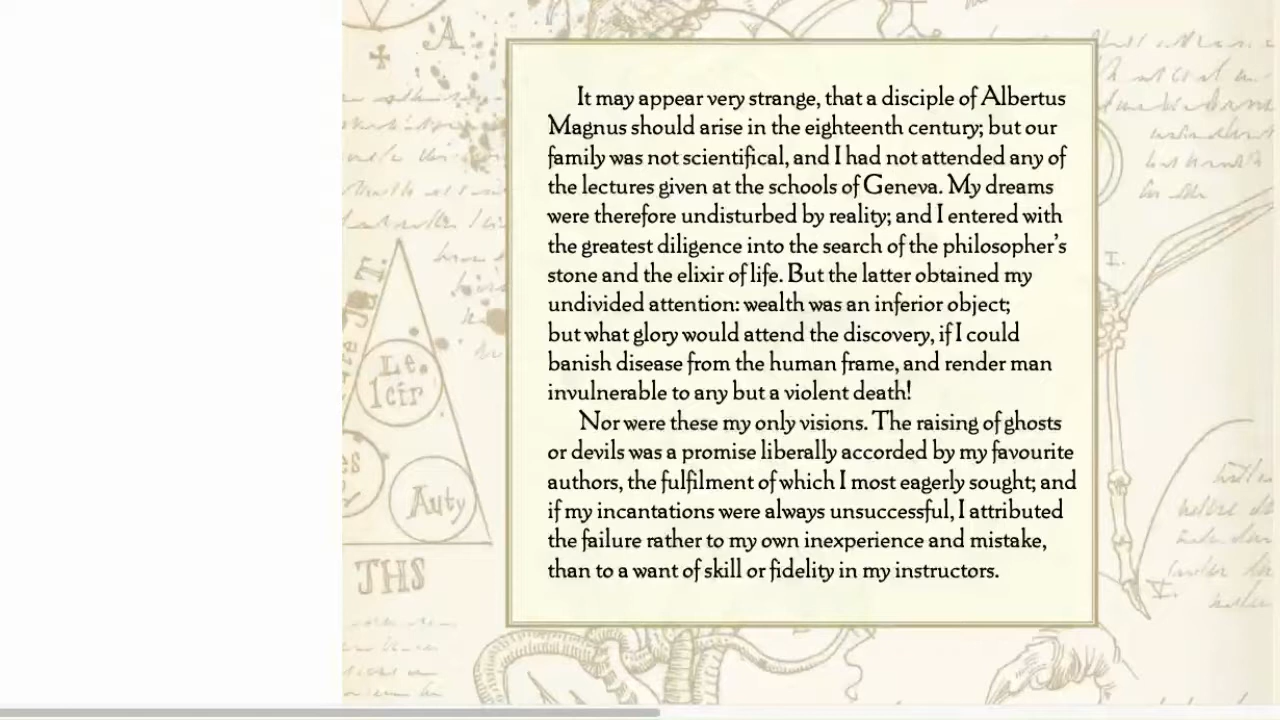 It may appear very strange, that a disciple of Albertus
Magnus should arise in the eighteenth century; but our
family was not scientifical, and I had not attended any of
the lectures given at the schools of Geneva. My dreams
were therefore undisturbed by reality; and I entered with
the greatest diligence into the search of the philosopher's
stone and the elixir of life. But the latter obtained my
undivided attention: wealth was an inferior object;
but what glory would attend the discovery, if I could
banish disease from the human frame, and render man
invulnerable to any but a violent death!
Nor were these my only visions. The raising of ghosts
or devils was a promise liberally accorded by my favourite
authors, the fulfilment of which I most eagerly sought; and
if my incantations were always unsuccessful, I attributed
the failure rather to my own inexperience and mistake,
than to a want of skill or fidelity in my instructors.
A
Auty
JHS